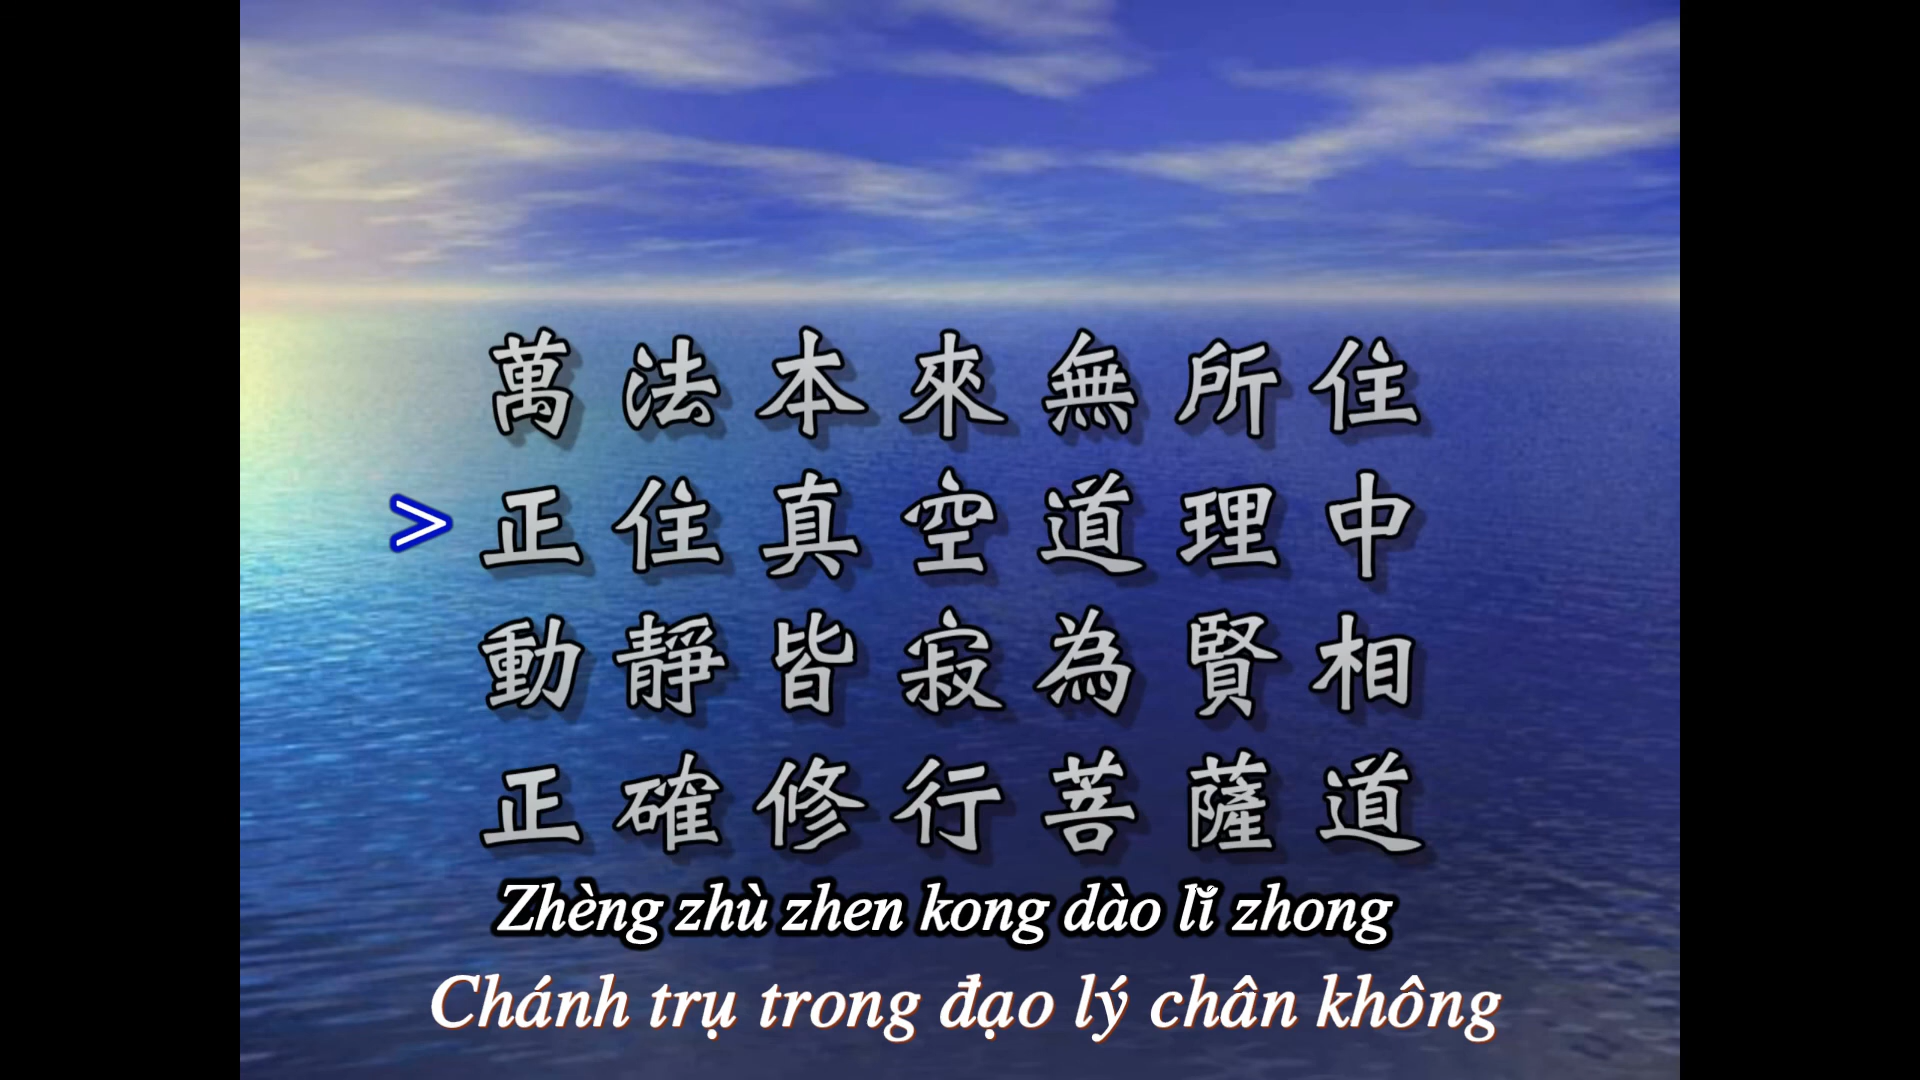 萬法本來無所住
> 正住真空道理中
動靜皆寂為賢相
正確修行菩薩道
Zhèng zhù zhen kong dào lĭ zhong
Chánh trụ trong đạo lý chân không